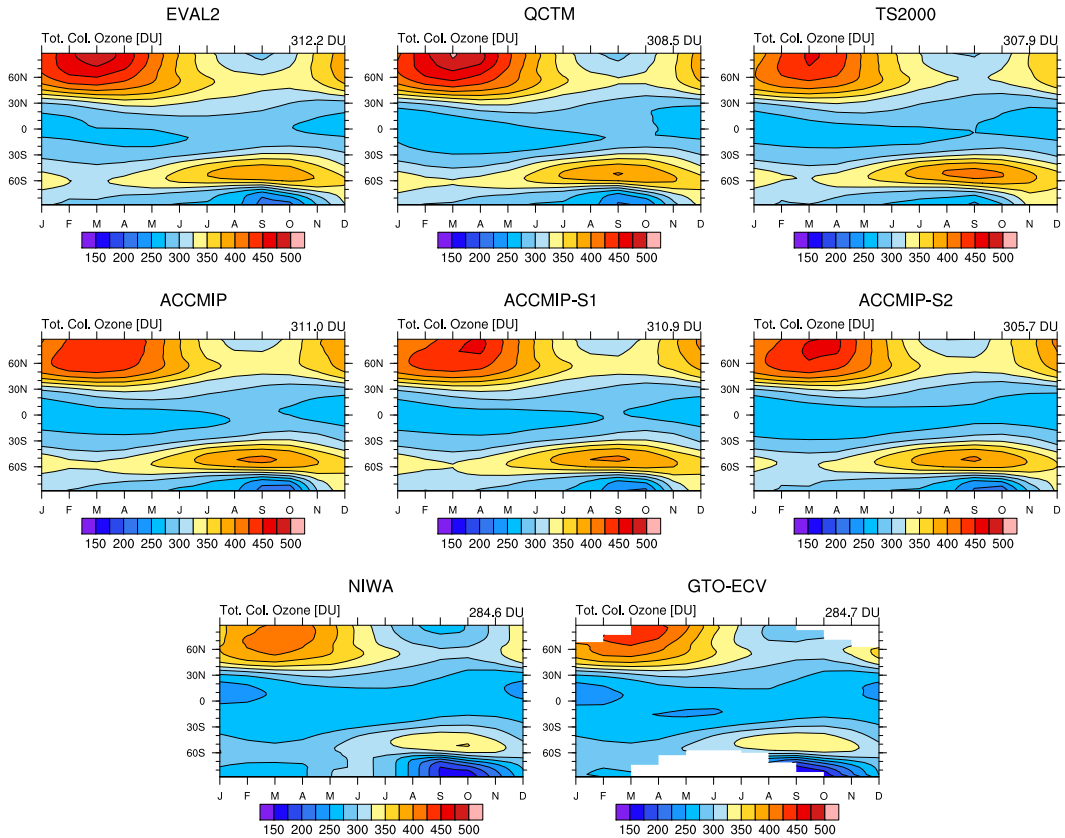 EVAL2 QCTM TS2000
Tot. Col. Ozone [DU] 312.2 DU Tot. Col. Ozone [DU] 308.5 DU Tot. Col. Ozone [DU] 307.9 DU
60N 60N 60N
30N 30N 30N
0 0 0
30S 30S 30S
60S 60S 60S
J F M A M J J A S O N D J F M A M J J A S O N D J F M A M J J A S O N D
150 200 250 300 350 400 450 500 150 200 250 300 350 400 450 500 150 200 250 300 350 400 450 500
ACCMIP ACCMIP-S1 ACCMIP-S2
Tot. Col. Ozone [DU] 311.0 DU Tot. Col. Ozone [DU] 310.9 DU Tot. Col. Ozone [DU] 305.7 DU
60N 60N 60N
30N 30N 30N
0 0 0
30S 30S 30S
60S 60S 60S
J F M A M J J A S O N D J F M A M J J A S O N D J F M A M J J A S O N D
150 200 250 300 350 400 450 500 150 200 250 300 350 400 450 500 150 200 250 300 350 400 450 500
NIWA GTO-ECV
Tot. Col. Ozone [DU] 284.6 DU Tot. Col. Ozone [DU] 284.7 DU
60N 60N
30N 30N
0 0
30S 30S
60S 60S
J F M A M J J A S O N D J F M A M J J A S O N D
150 200 250 300 350 400 450 500 150 200 250 300 350 400 450 500